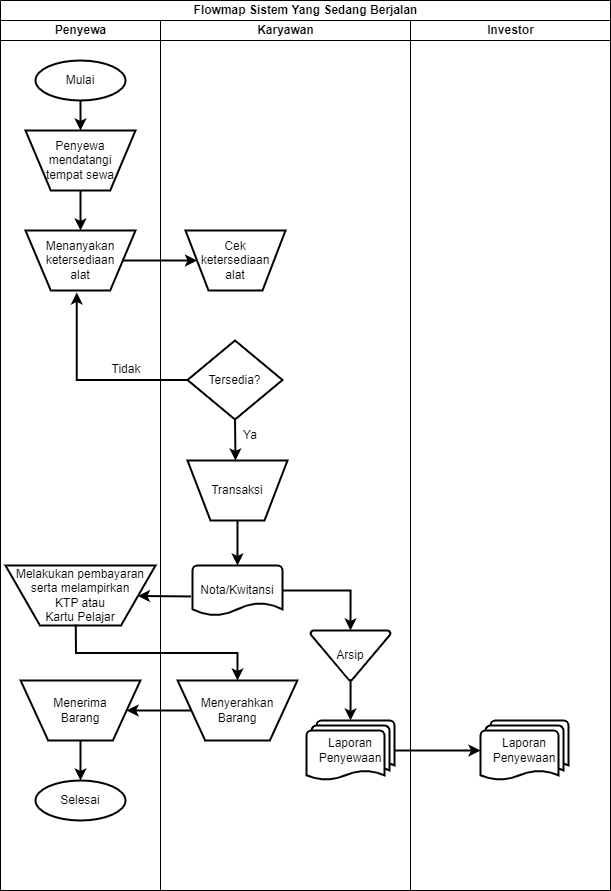 Flowmap Sistem Yang Sedang Berjalan
Penyewa
Karyawan
Investor
Mulai
Penyewa
mendatangi
tempat sewa
Menanyakan
ketersediaan
alat
Cek
ketersediaan
alat
Tersedia?
Tidak
Ya
Transaksi
Nota/Kwitansi
Melakukan pembayaran
serta melampirkan
KTP atau
Kartu Pelajar
Arsip
Menyerahkan
Barang
Menerima
Barang
Laporan
Penyewaan
Laporan
Penyewaan
Selesai